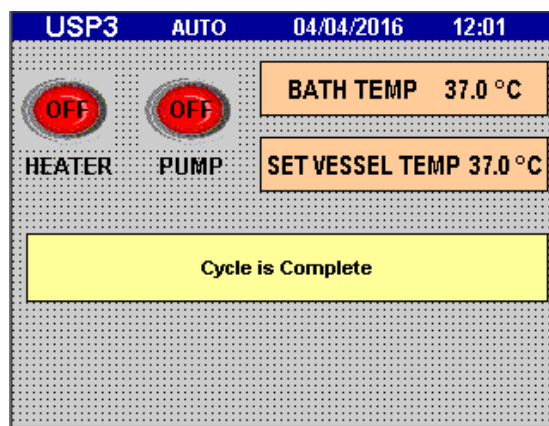 USP3 AUTO 04/04/2016 12:01
OFF OFF BATH TEMP 37.0 °C
HEATER PUMP SET VESSEL TEMP 37.0 °C
Cycle is Complete